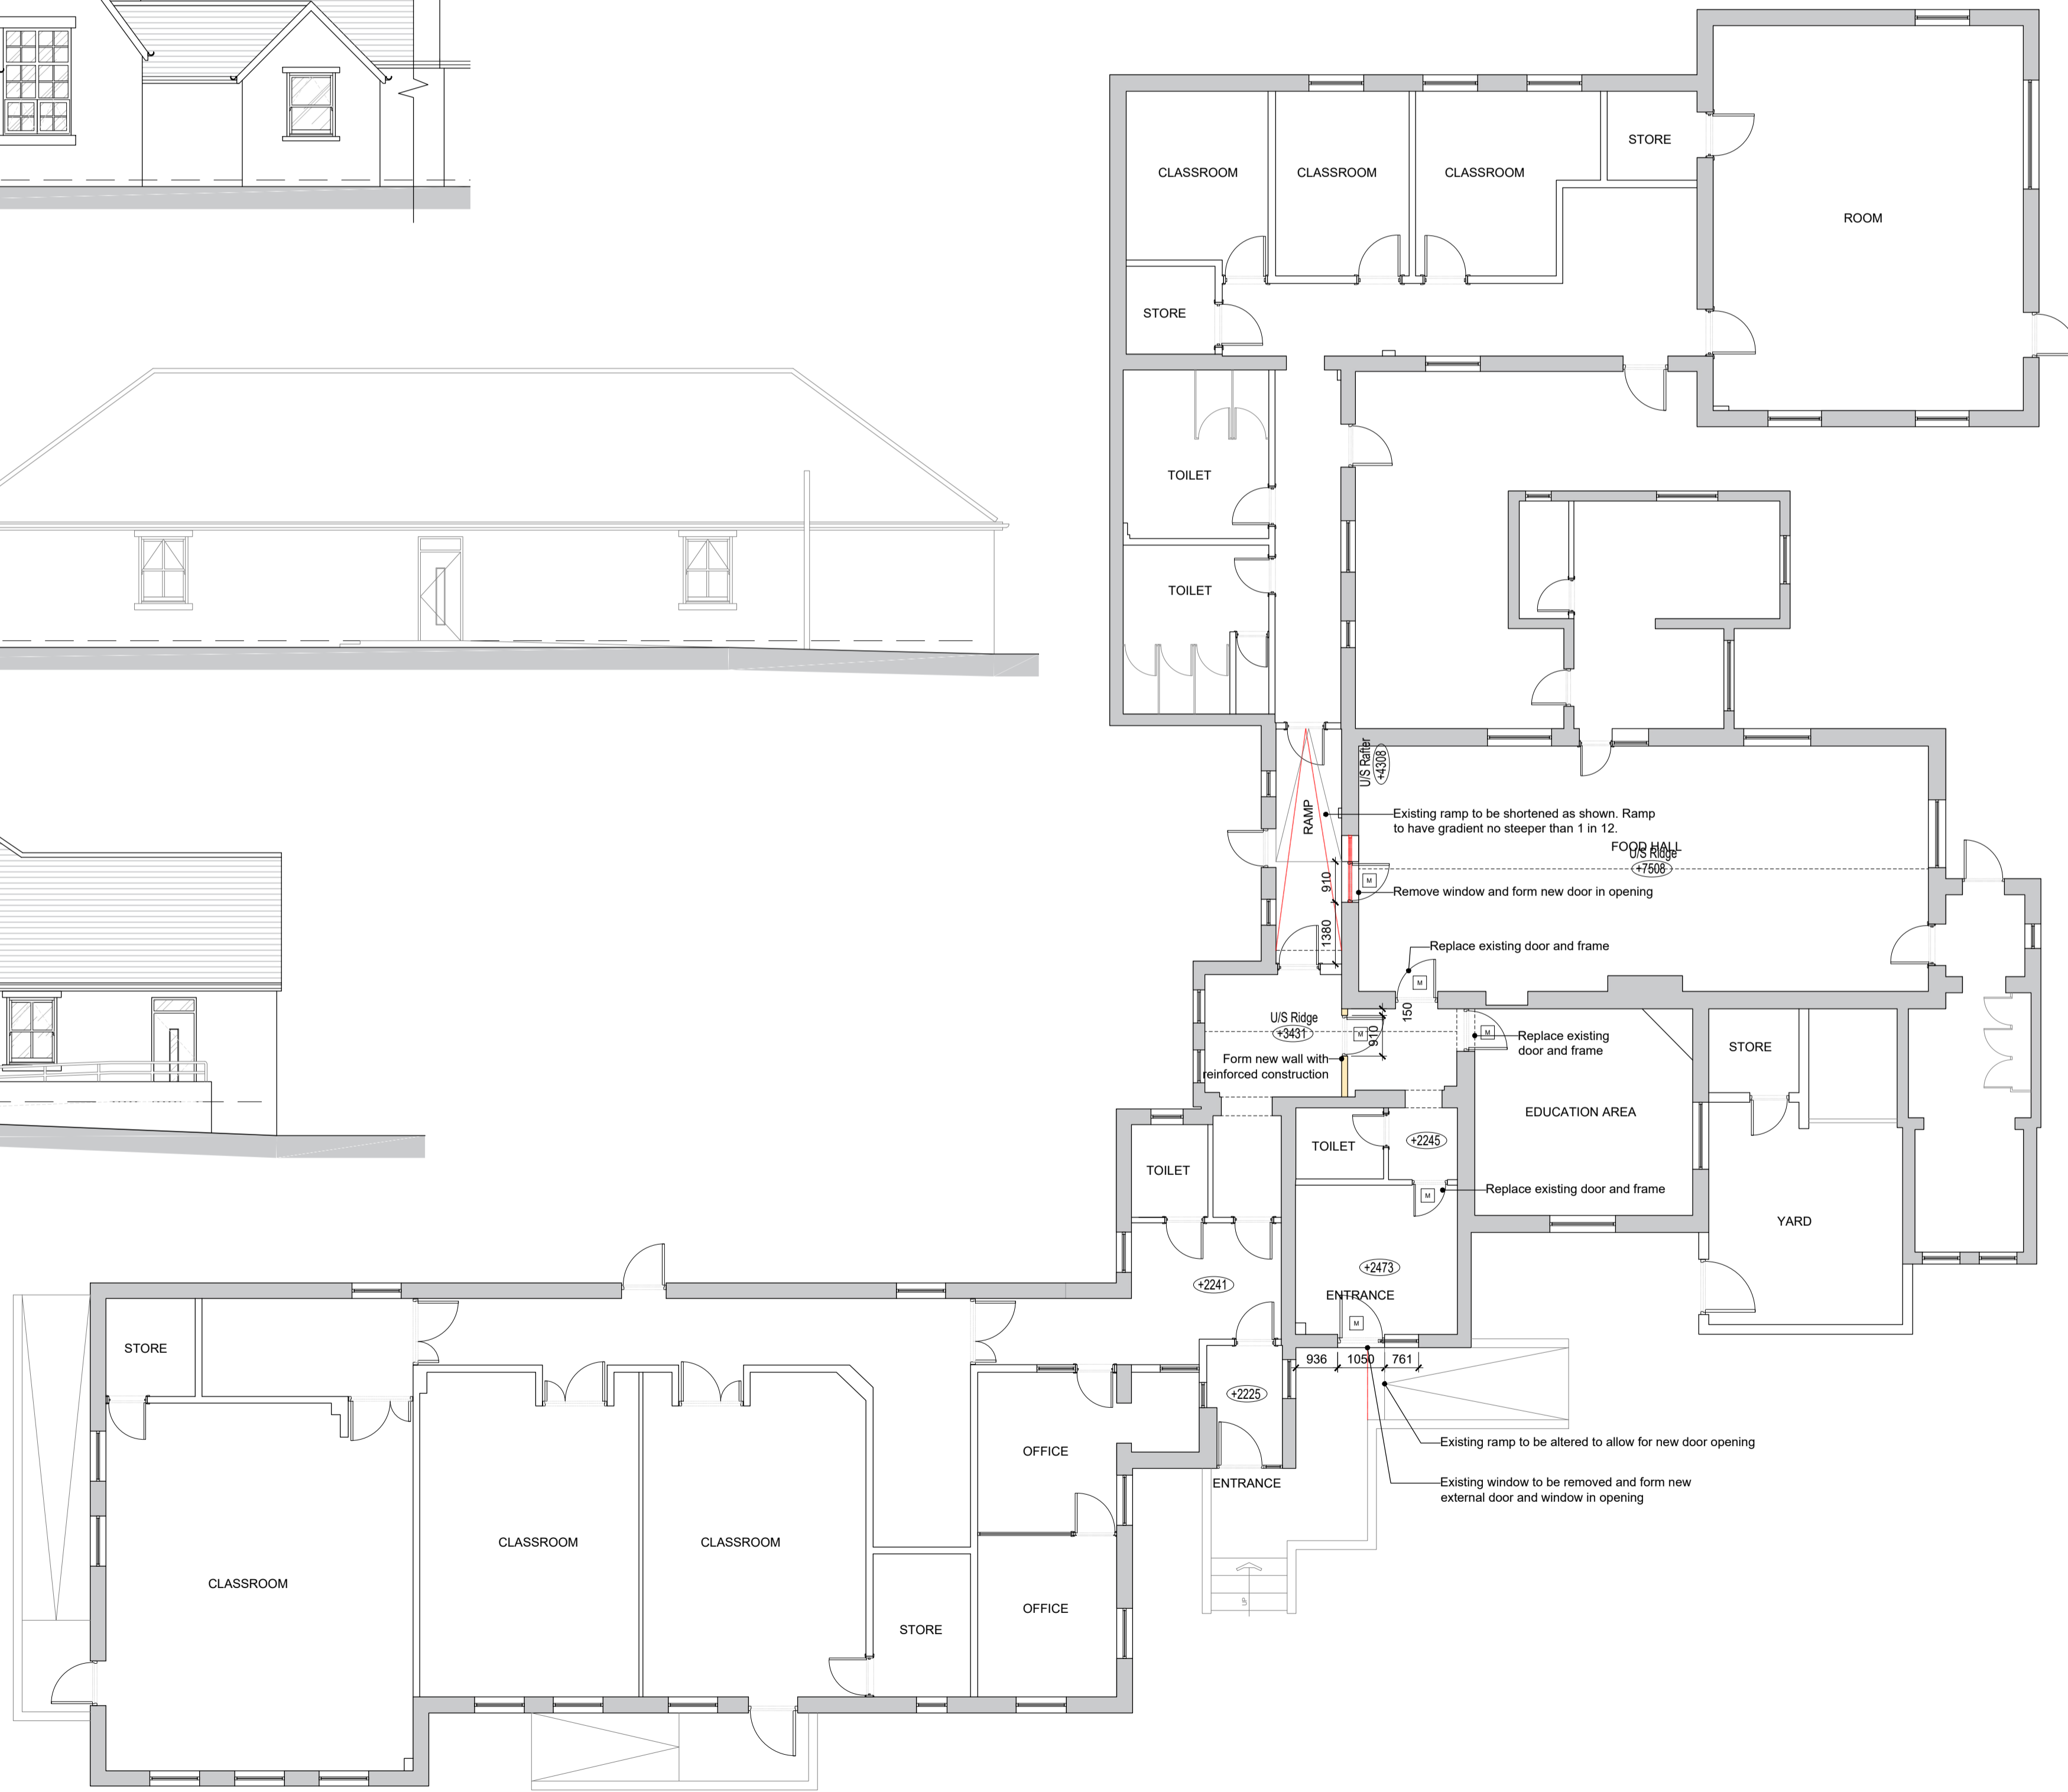 CLASSROOM
CLASSROOM
CLASSROOM
STORE
ROOM
STORE
TOILET
TOILET
U/S Rafter
+4308
RAMP
Existing ramp to be shortened as shown. Ramp
to have gradient no steeper than 1 in 12.
FOOD HALL
U/S Ridge
+7508
910
M
Remove window and form new door in opening
1380
Replace existing door and frame
M
150
U/S Ridge
+3431
M
910
M
Replace existing
door and frame
Form new wall with
reinforced construction
STORE
EDUCATION AREA
TOILET
+2245
TOILET
M
Replace existing door and frame
YARD
+2473
+2241
ENTRANCE
M
STORE
936
1050
761
+2225
Existing ramp to be altered to allow for new door opening
OFFICE
ENTRANCE
Existing window to be removed and form new
external door and window in opening
CLASSROOM
CLASSROOM
CLASSROOM
UP
OFFICE
STORE